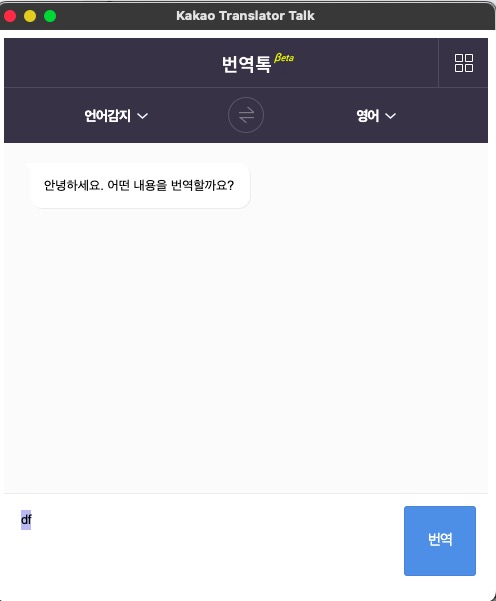 Kakao Translator Talk
번역톡 βeta
언어감지 영어
안녕하세요. 어떤 내용을 번역할까요?
df
번역